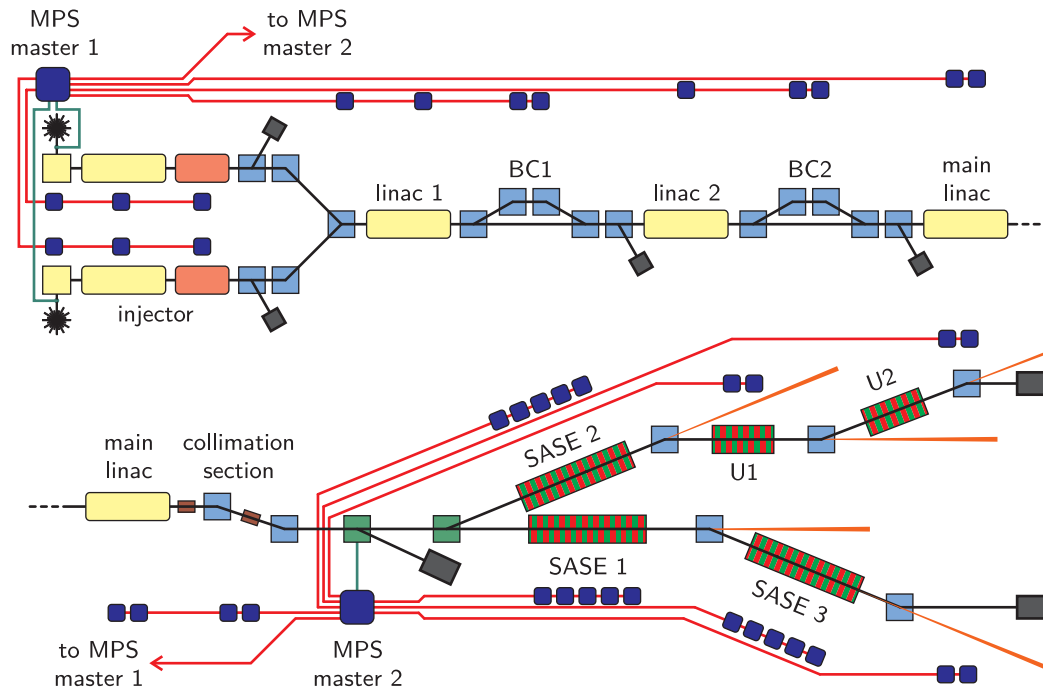 MPS
master 1
to MPS
master 2
linac 1
BC1
linac 2
BC2
main
linac
injector
main
linac
collimation
section
SASE 2
U1
U2
SASE 1
SASE 3
to MPS
master 1
MPS
master 2